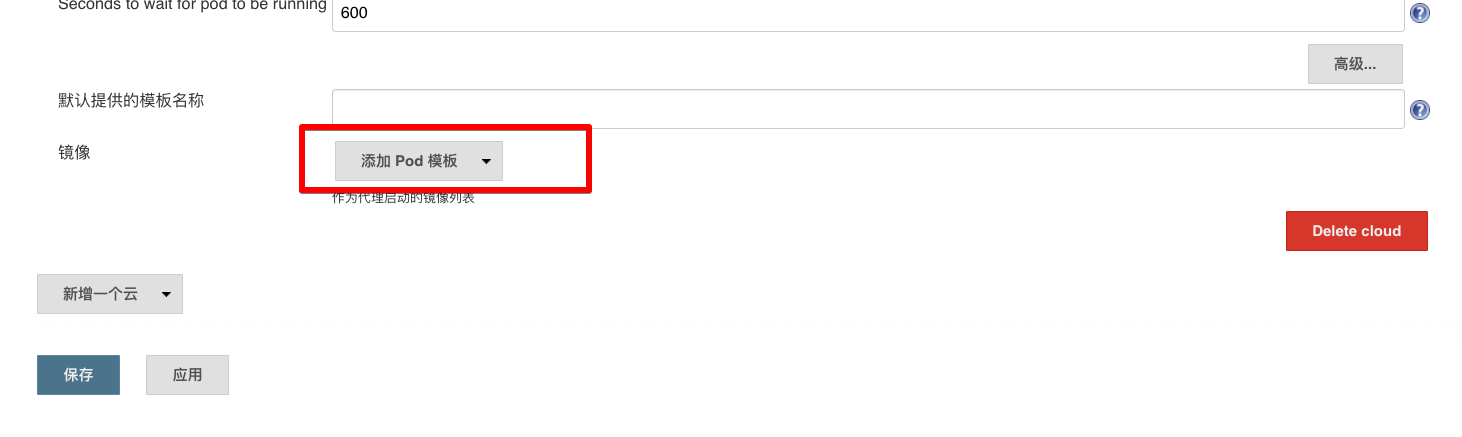 Seconds to wait for pod to be running
600
高级...
默认提供的模板名称
镜像
添加 Pod 模板
作为代理启动的镜像列表
Delete cloud
新增一个云
保存
应用